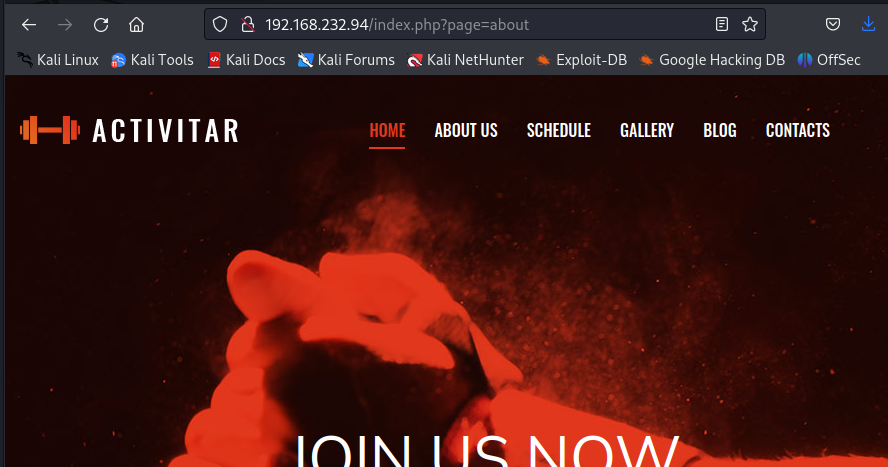 192.168.232.94/index.php?page=about
Kali Linux Kali Tools Kali Docs Kali Forums Kali NetHunter Exploit-DB Google Hacking DB OffSec
ACTIVITAR HOME ABOUT US SCHEDULE GALLERY BLOG CONTACTS
JOIN US NOW